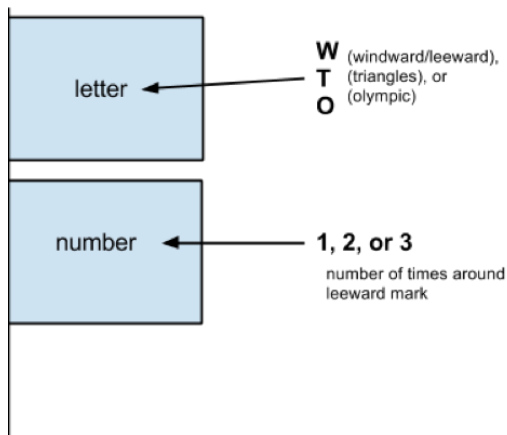 letter
W (windward/leeward),
T (triangles), or
O (olympic)
number
1, 2, or 3
number of times around
leeward mark